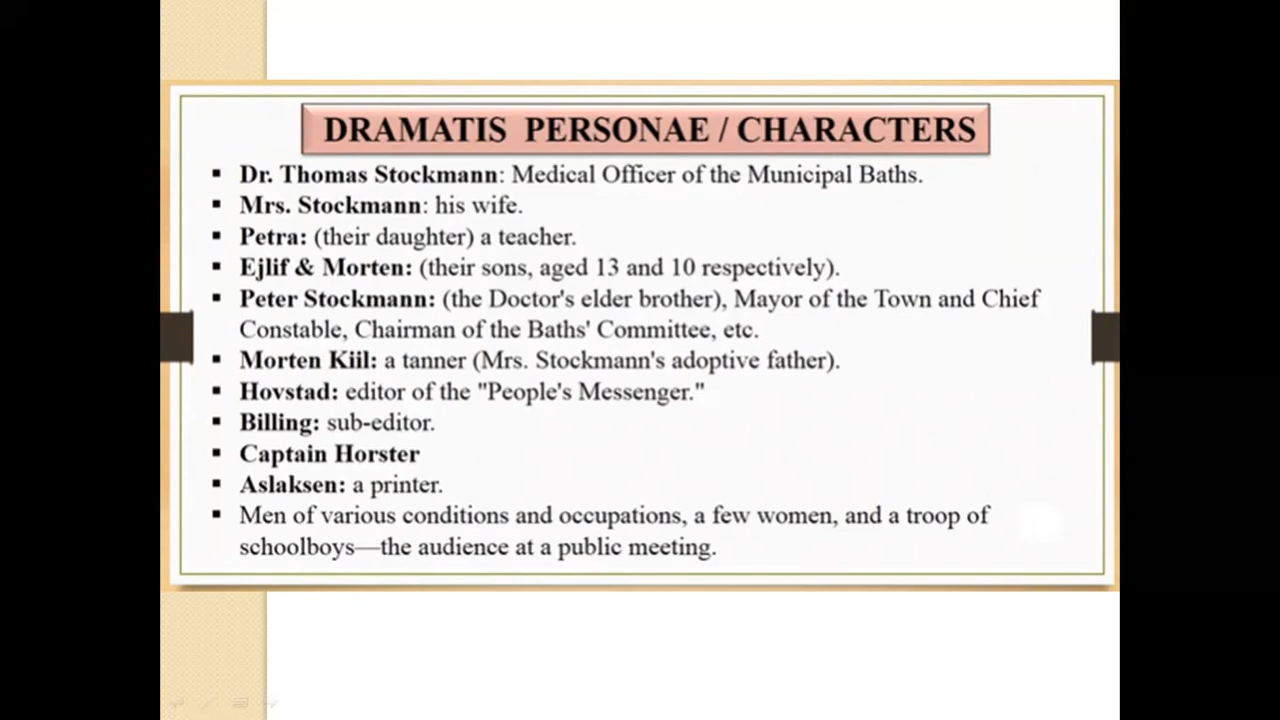 DRAMATIS PERSONAE / CHARACTERS
▪ Dr. Thomas Stockmann: Medical Officer of the Municipal Baths.
▪ Mrs. Stockmann: his wife.
▪ Petra: (their daughter) a teacher.
▪ Ejlif & Morten: (their sons, aged 13 and 10 respectively).
▪ Peter Stockmann: (the Doctor's elder brother), Mayor of the Town and Chief
Constable, Chairman of the Baths' Committee, etc.
▪ Morten Kiil: a tanner (Mrs. Stockmann's adoptive father).
▪ Hovstad: editor of the "People's Messenger."
▪ Billing: sub-editor.
▪ Captain Horster
▪ Aslaksen: a printer.
▪ Men of various conditions and occupations, a few women, and a troop of
schoolboys—the audience at a public meeting.